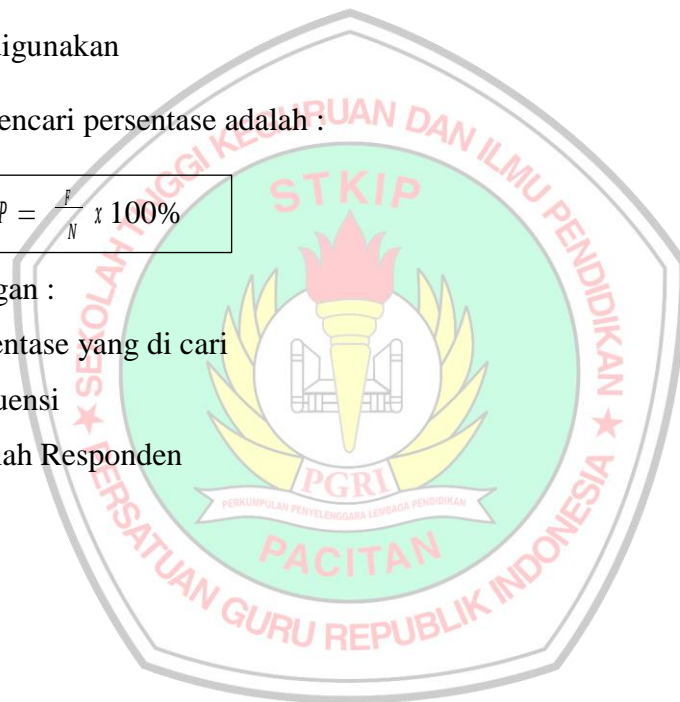 igunakan
encari persentase adalah :
P = F/N x 100%
gan :
entase yang di cari
uensi
lah Responden
SEKOLAH TINGGI KEGURUAN DAN ILMU PENDIDIKAN
STKIP
PGRI
PERKUMPULAN PENYELENGGARA LEMBAGA PENDIDIKAN
PACITAN
PERSATUAN GURU REPUBLIK INDONESIA